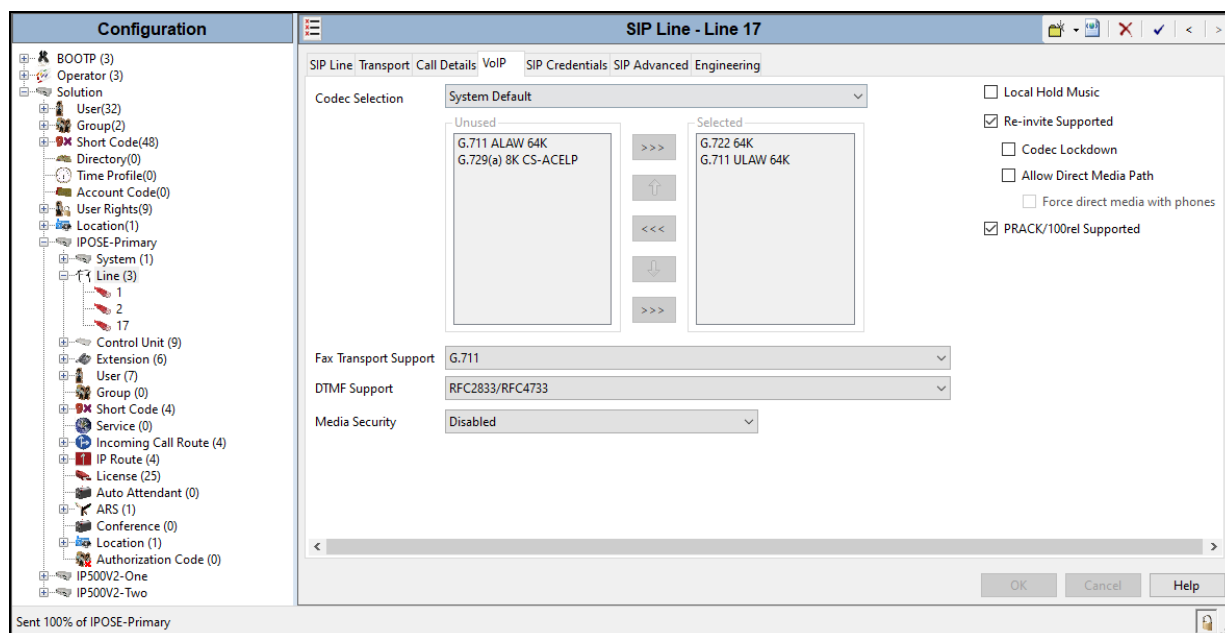 Configuration
BOOTP (3)
Operator (3)
Solution
User(32)
Group(2)
Short Code(48)
Directory(0)
Time Profile(0)
Account Code(0)
User Rights(9)
Location(1)
IPOSE-Primary
System (1)
Line (3)
1
2
17
Control Unit (9)
Extension (6)
User (7)
Group (0)
Short Code (4)
Service (0)
Incoming Call Route (4)
IP Route (4)
License (25)
Auto Attendant (0)
ARS (1)
Conference (0)
Location (1)
Authorization Code (0)
IP500V2-One
IP500V2-Two
SIP Line - Line 17
SIP Line Transport Call Details VoIP SIP Credentials SIP Advanced Engineering
Codec Selection System Default
Unused
G.711 ALAW 64K
G.729(a) 8K CS-ACELP
>>>
<<<
>>>
Selected
G.722 64K
G.711 ULAW 64K
Local Hold Music
Re-invite Supported
Codec Lockdown
Allow Direct Media Path
Force direct media with phones
PRACK/100rel Supported
Fax Transport Support G.711
DTMF Support RFC2833/RFC4733
Media Security Disabled
OK Cancel Help
Sent 100% of IPOSE-Primary